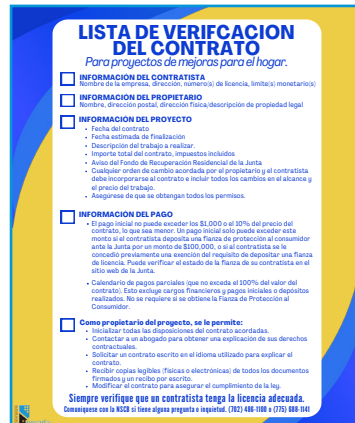 LISTA DE VERIFCACION
DEL CONTRATO
Para proyectos de mejoras para el hogar.
INFORMACIÓN DEL CONTRATISTA
Nombre de la empresa, dirección, numero(s) de licencia, limite(s) monetario(s)
INFORMACIÓN DEL PROPIETARIO
Nombre, dirección postal, dirección física/descripción de propiedad legal
INFORMACIÓN DEL PROYECTO
• Fecha del contrato
• Fecha estimada de finalización
• Descripción del trabajo a realizar.
• Importe total del contrato, impuestos incluidos
• Aviso del Fondo de Recuperación Residencial de la Junta
• Cualquier orden de cambio acordada por el propietario y el contratista
debe incorporarse al contrato e incluir todos los cambios en el alcance y
el precio del trabajo.
• Asegúrese de que se obtengan todos los permisos.
INFORMACIÓN DEL PAGO
• El pago inicial no puede exceder los $1,000 o el 10% del precio del
contrato, lo que sea menor. Un pago inicial solo puede exceder este
monto si el contratista deposita una fianza de protección al consumidor
ante la Junta por un monto de $100,000, o si al contratista se le
concedió previamente una exención del requisito de depositar una fianza
de licencia. Puede verificar el estado de la fianza de su contratista en el
sitio web de la Junta.
• Calendario de pagos parciales (que no exceda el 100% del valor del
contrato). Esto excluye cargos financieros y pagos iniciales o depósitos
realizados. No se requiere si se obtiene la Fianza de Protección al
Consumidor.
Como propietario del proyecto, se le permite:
• Inicializar todas las disposiciones del contrato acordadas.
• Contactar a un abogado para obtener una explicación de sus derechos
contractuales.
• Solicitar un contrato escrito en el idioma utilizado para explicar el
contrato.
• Recibir copias legibles (físicas o electrónicas) de todos los documentos
firmados y un recibo por escrito.
• Modificar el contrato para asegurar el cumplimiento de la ley.
Siempre verifique que un contratista tenga la licencia adecuada.
Comuníquese con la NSCB si tiene alguna pregunta o inquietud. (702) 486-1100 o (775) 688-1141